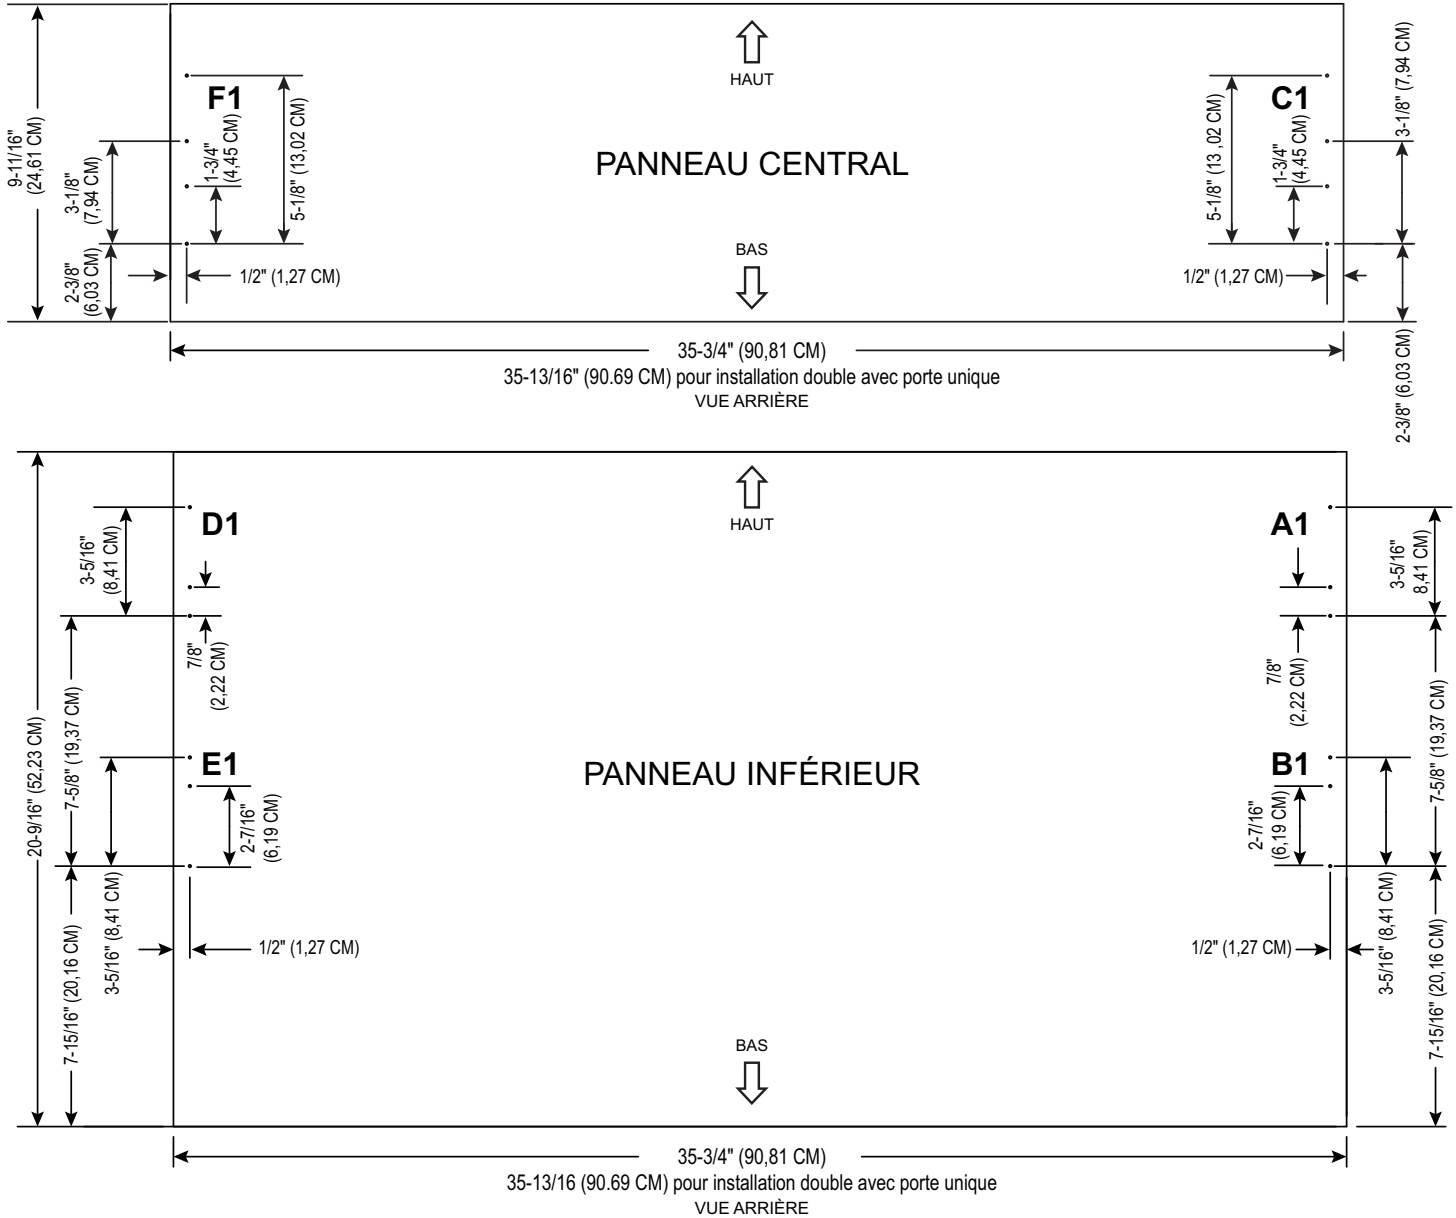 HAUT
F1
C1
9-11/16"
(24,61 CM)
3-1/8"
(7,94 CM)
1-3/4"
(4,45 CM)
5-1/8" (13,02 CM)
PANNEAU CENTRAL
5-1/8" (13 ,02 CM)
1-3/4"
(4,45 CM)
3-1/8" (7,94 CM)
2-3/8"
(6,03 CM)
1/2" (1,27 CM)
BAS
1/2" (1,27 CM)
2-3/8" (6,03 CM)
35-3/4" (90,81 CM)
35-13/16" (90.69 CM) pour installation double avec porte unique
VUE ARRIÈRE
HAUT
D1
A1
3-5/16"
(8,41 CM)
3-5/16"
8,41 CM)
7/8"
(2,22 CM)
7/8"
(2,22 CM)
20-9/16" (52,23 CM)
7-5/8" (19,37 CM)
E1
2-7/16"
(6,19 CM)
PANNEAU INFÉRIEUR
B1
2-7/16"
(6,19 CM)
7-5/8" (19,37 CM)
7-15/16" (20,16 CM)
3-5/16" (8,41 CM)
1/2" (1,27 CM)
1/2" (1,27 CM)
3-5/16" (8,41 CM)
7-15/16" (20,16 CM)
BAS
35-3/4" (90,81 CM)
35-13/16 (90.69 CM) pour installation double avec porte unique
VUE ARRIÈRE